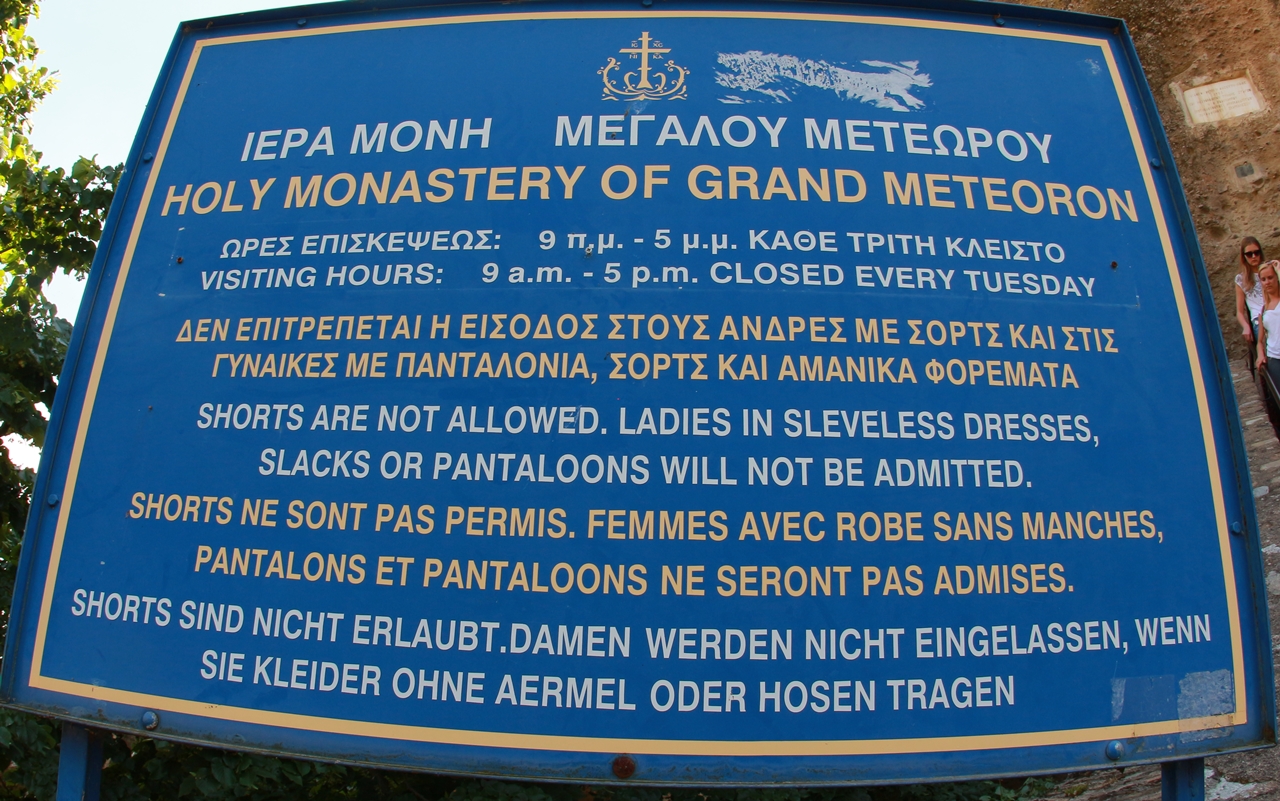 ΙΕΡΑ ΜΟΝΗ ΜΕΓΑΛΟΥ ΜΕΤΕΩΡΟΥ
HOLY MONASTERY OF GRAND METEORON
ΩΡΕΣ ΕΠΙΣΚΕΨΕΩΣ: 9 π.μ. - 5 μ.μ. ΚΑΘΕ ΤΡΙΤΗ ΚΛΕΙΣΤΟ
VISITING HOURS: 9 a.m. - 5 p.m. CLOSED EVERY TUESDAY
ΔΕΝ ΕΠΙΤΡΕΠΕΤΑΙ Η ΕΙΣΟΔΟΣ ΣΤΟΥΣ ΑΝΔΡΕΣ ΜΕ ΣΟΡΤΣ ΚΑΙ ΣΤΙΣ
ΓΥΝΑΙΚΕΣ ΜΕ ΠΑΝΤΑΛΟΝΙΑ, ΣΟΡΤΣ ΚΑΙ ΑΜΑΝΙΚΑ ΦΟΡΕΜΑΤΑ
SHORTS ARE NOT ALLOWED. LADIES IN SLEVELESS DRESSES,
SLACKS OR PANTALOONS WILL NOT BE ADMITTED.
SHORTS NE SONT PAS PERMIS. FEMMES AVEC ROBE SANS MANCHES,
PANTALONS ET PANTALOONS NE SERONT PAS ADMISES.
SHORTS SIND NICHT ERLAUBT.DAMEN WERDEN NICHT EINGELASSEN, WENN
SIE KLEIDER OHNE AERMEL ODER HOSEN TRAGEN